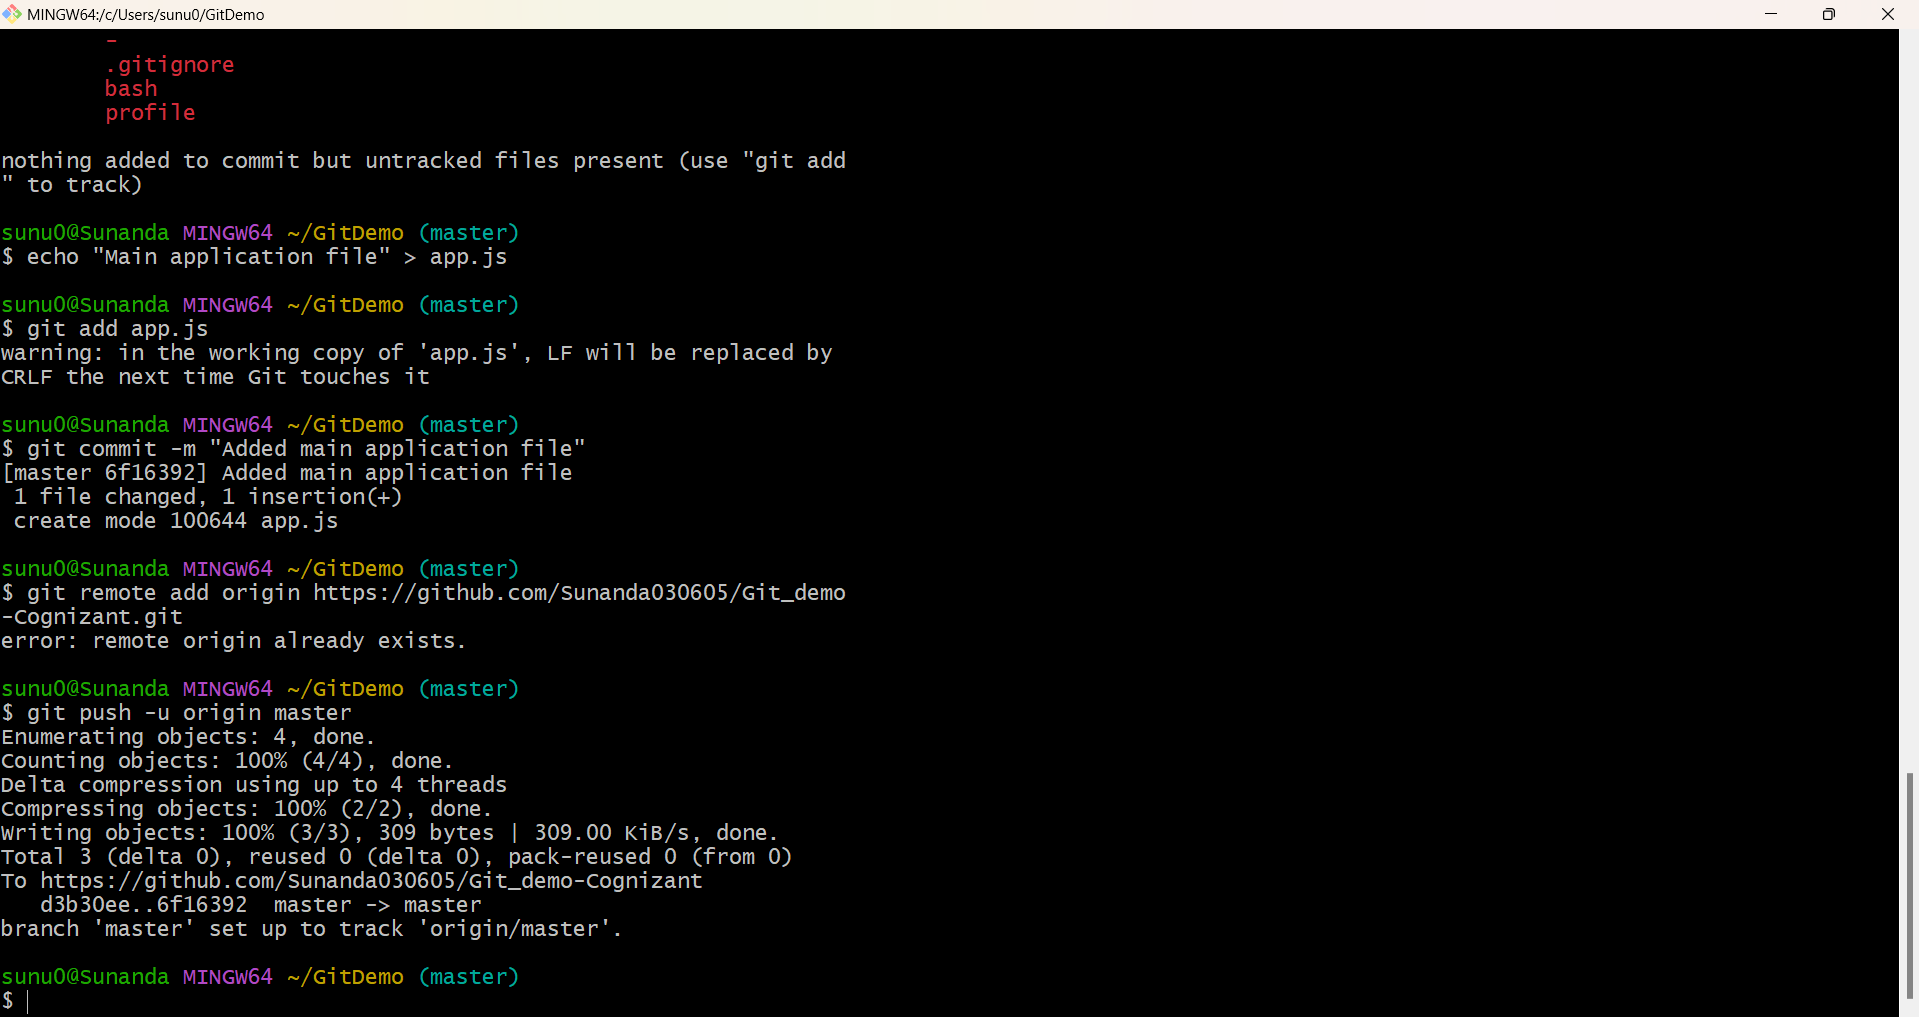 MINGW64:/c/Users/sunu0/GitDemo
-
.gitignore
bash
profile
nothing added to commit but untracked files present (use "git add
" to track)
sunu0@Sunanda MINGW64 ~/GitDemo (master)
$ echo "Main application file" > app.js
sunu0@Sunanda MINGW64 ~/GitDemo (master)
$ git add app.js
warning: in the working copy of 'app.js', LF will be replaced by
CRLF the next time Git touches it
sunu0@Sunanda MINGW64 ~/GitDemo (master)
$ git commit -m "Added main application file"
[master 6f16392] Added main application file
 1 file changed, 1 insertion(+)
 create mode 100644 app.js
sunu0@Sunanda MINGW64 ~/GitDemo (master)
$ git remote add origin https://github.com/Sunanda030605/Git_demo
-Cognizant.git
error: remote origin already exists.
sunu0@Sunanda MINGW64 ~/GitDemo (master)
$ git push -u origin master
Enumerating objects: 4, done.
Counting objects: 100% (4/4), done.
Delta compression using up to 4 threads
Compressing objects: 100% (2/2), done.
Writing objects: 100% (3/3), 309 bytes | 309.00 KiB/s, done.
Total 3 (delta 0), reused 0 (delta 0), pack-reused 0 (from 0)
To https://github.com/Sunanda030605/Git_demo-Cognizant
   d3b30ee..6f16392  master -> master
branch 'master' set up to track 'origin/master'.
sunu0@Sunanda MINGW64 ~/GitDemo (master)
$